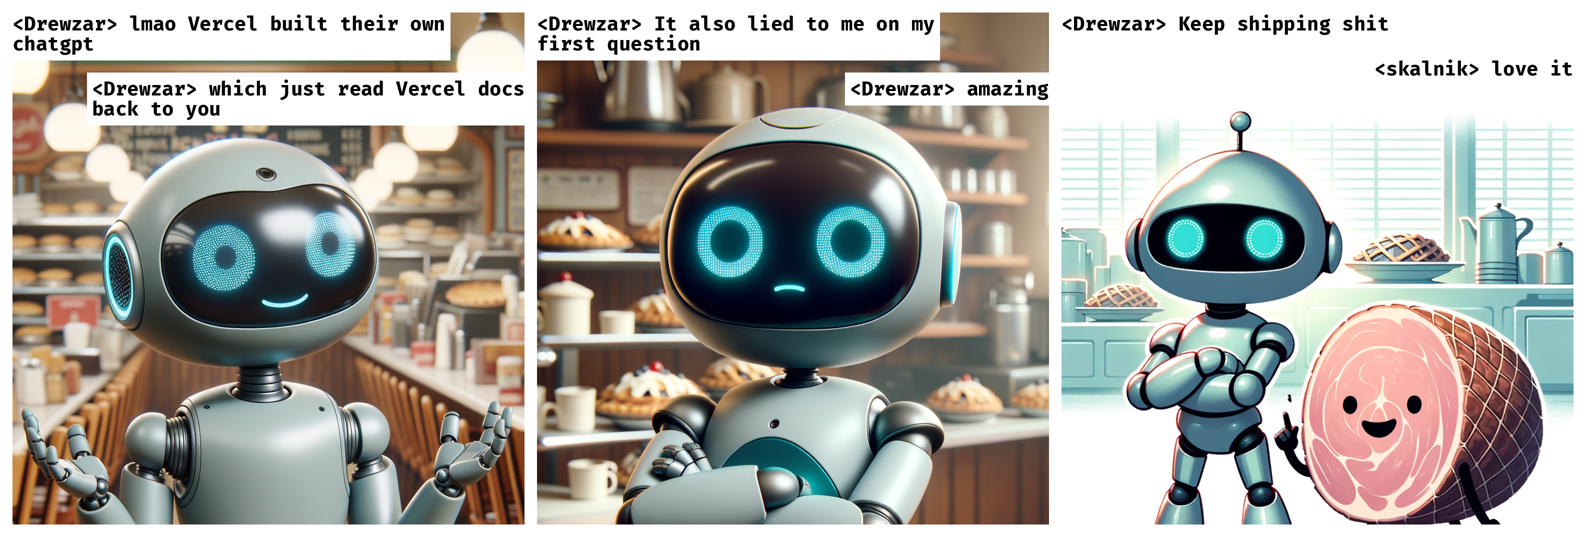 <Drewzar> lmao Vercel built their own
chatgpt
<Drewzar> which just read Vercel docs
back to you
<Drewzar> It also lied to me on my
first question
<Drewzar> amazing
<Drewzar> Keep shipping shit
<skalnik> love it